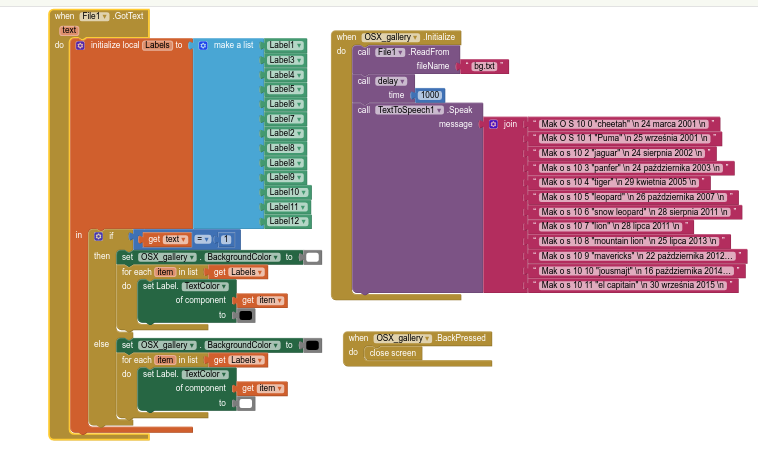 when File1 .GotText
text
do initialize local Labels to make a list Label1
Label3
Label4
Label5
Label6
Label7
Label2
Label8
Label8
Label9
Label10
Label11
Label12
in if get text = 1
then set OSX_gallery . BackgroundColor to
for each item in list get Labels
do set Label. TextColor
of component get item
to
else set OSX_gallery . BackgroundColor to
for each item in list get Labels
do set Label. TextColor
of component get item
to
when OSX_gallery .Initialize
do call File1 .ReadFrom
fileName " bg.txt "
call delay
time 1000
call TextToSpeech1 .Speak
message join " Mak O S 10 0 "cheetah" \n 24 marca 2001 \n "
" Mak O S 10 1 "Puma" \n 25 września 2001 \n "
" Mak o s 10 2 "jaguar" \n 24 sierpnia 2002 \n "
" Mak o s 10 3 "panfer" \n 24 października 2003 \n "
" Mak o s 10 4 "tiger" \n 29 kwietnia 2005 \n "
" Mak o s 10 5 "leopard" \n 26 października 2007 \n "
" Mak o s 10 6 "snow leopard" \n 28 sierpnia 2011 \n "
" Mak o s 10 7 "lion" \n 28 lipca 2011 \n "
" Mak o s 10 8 "mountain lion" \n 25 lipca 2013 \n "
" Mak o s 10 9 "mavericks" \n 22 października 2012... "
" Mak o s 10 10 "jousmajt" \n 16 października 2014... "
" Mak o s 10 11 "el capitain" \n 30 września 2015 \n "
when OSX_gallery .BackPressed
do close screen